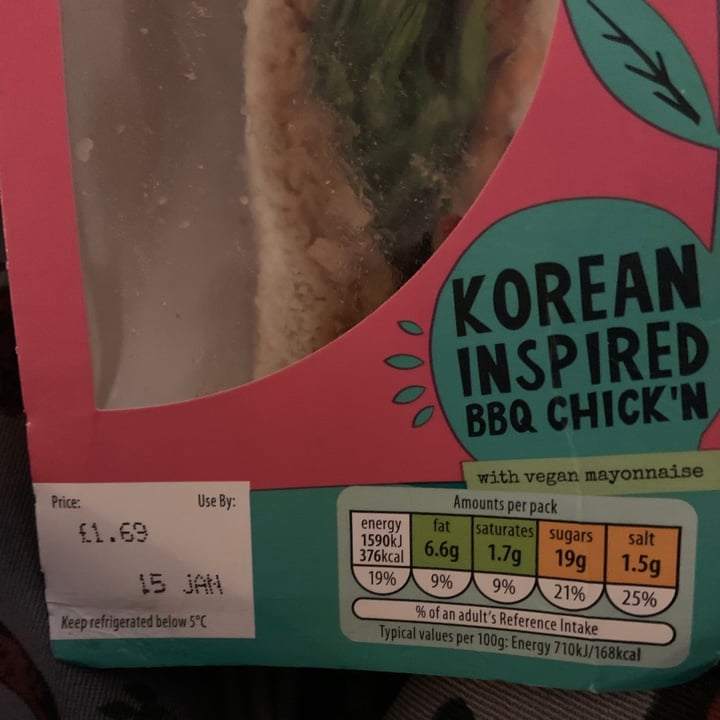 KOREAN
INSPIRED
BBQ CHICK'N
with vegan mayonnaise
Price:
Use By:
£1.69
15 JAN
Keep refrigerated below 5°C
Amounts per pack
energy
1590kJ
376kcal
19%
fat
6.6g
9%
saturates
1.7g
9%
sugars
19g
21%
salt
1.5g
25%
% of an adult's Reference Intake
Typical values per 100g: Energy 710kJ/168kcal